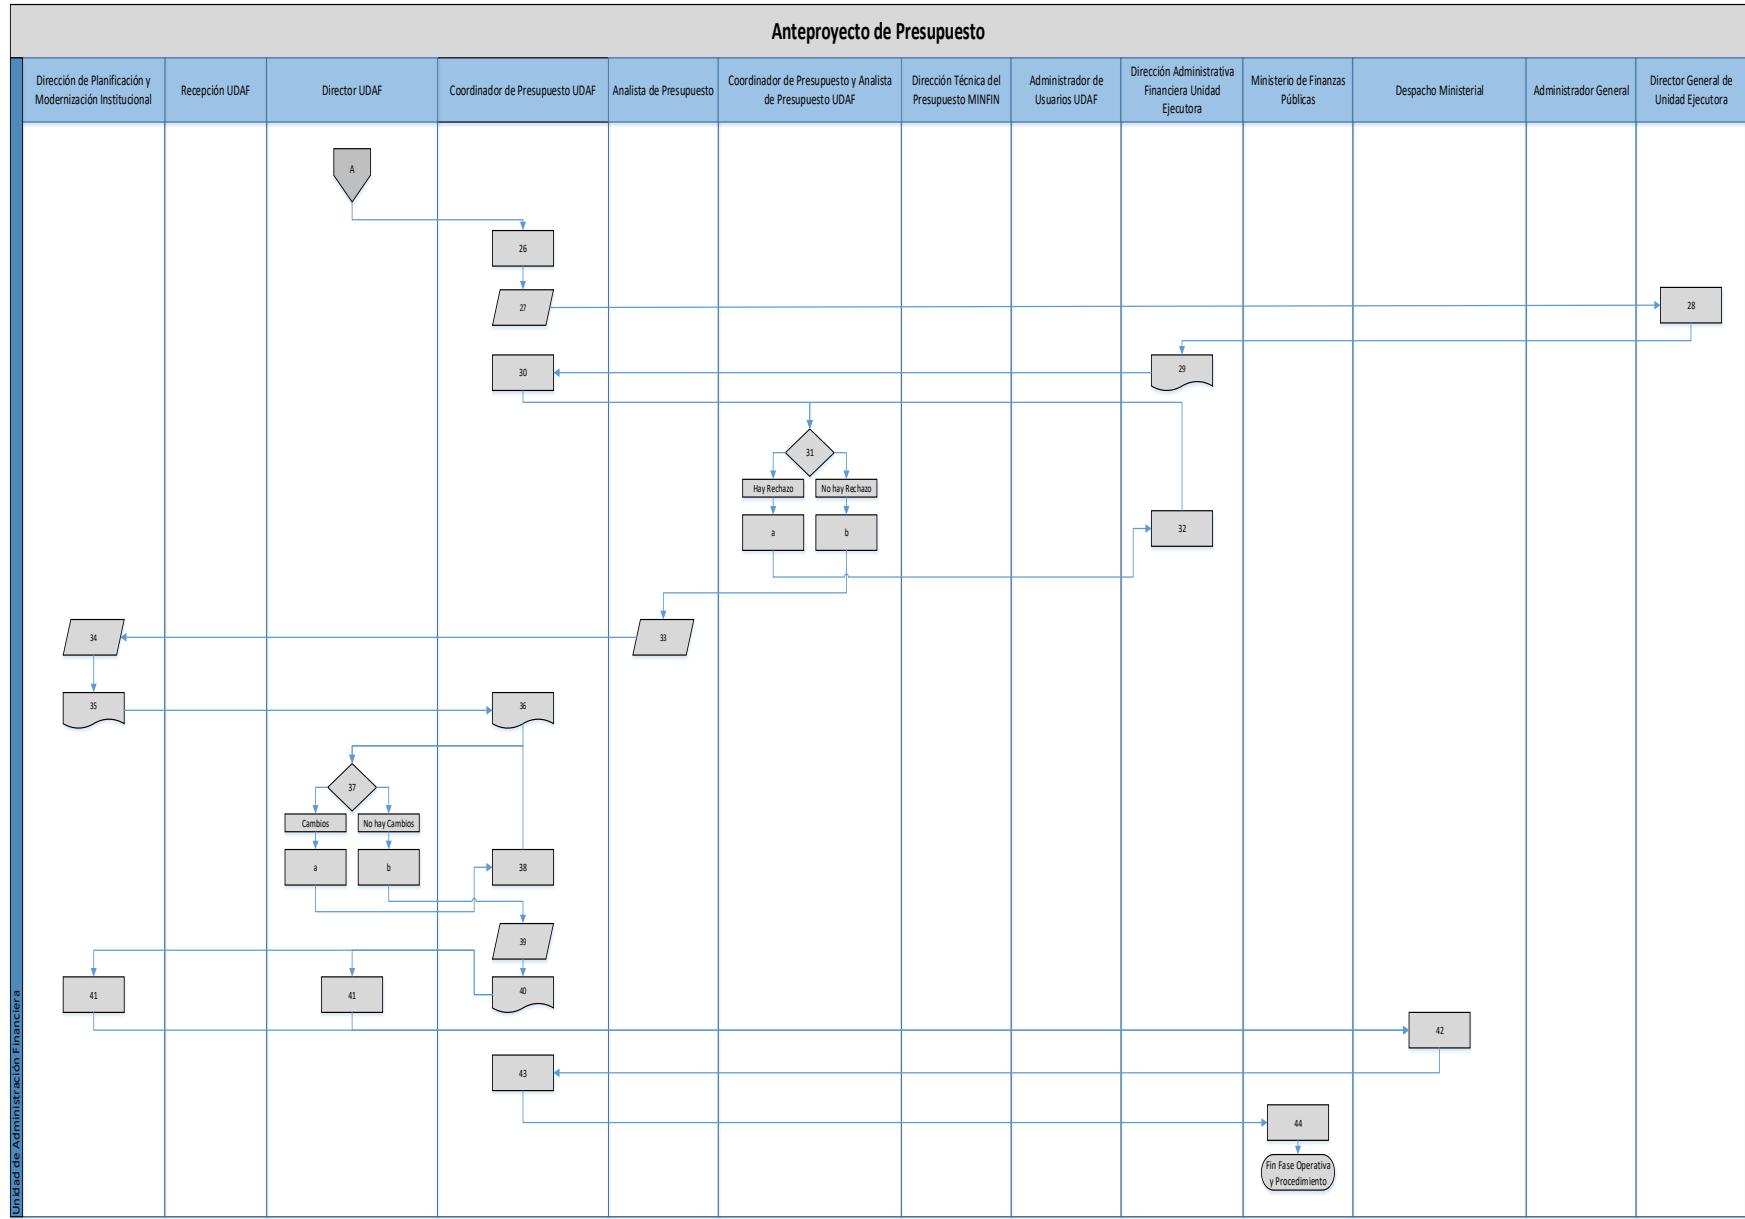 Anteproyecto de Presupuesto
Dirección de Planificación y
Modernización Institucional
Recepción UDAF
Director UDAF
Coordinador de Presupuesto UDAF
Analista de Presupuesto
Coordinador de Presupuesto y Analista
de Presupuesto UDAF
Dirección Técnica del
Presupuesto MINFIN
Administrador de
Usuarios UDAF
Dirección Administrativa
Financiera Unidad
Ejecutora
Ministerio de Finanzas
Públicas
Despacho Ministerial
Administrador General
Director General de
Unidad Ejecutora
Unidad de Administración Financiera
A
26
27
28
29
30
31
Hay Rechazo
No hay Rechazo
a
b
32
33
34
35
36
37
Cambios
No hay Cambios
a
b
38
39
40
41
41
42
43
44
Fin Fase Operativa
y Procedimiento